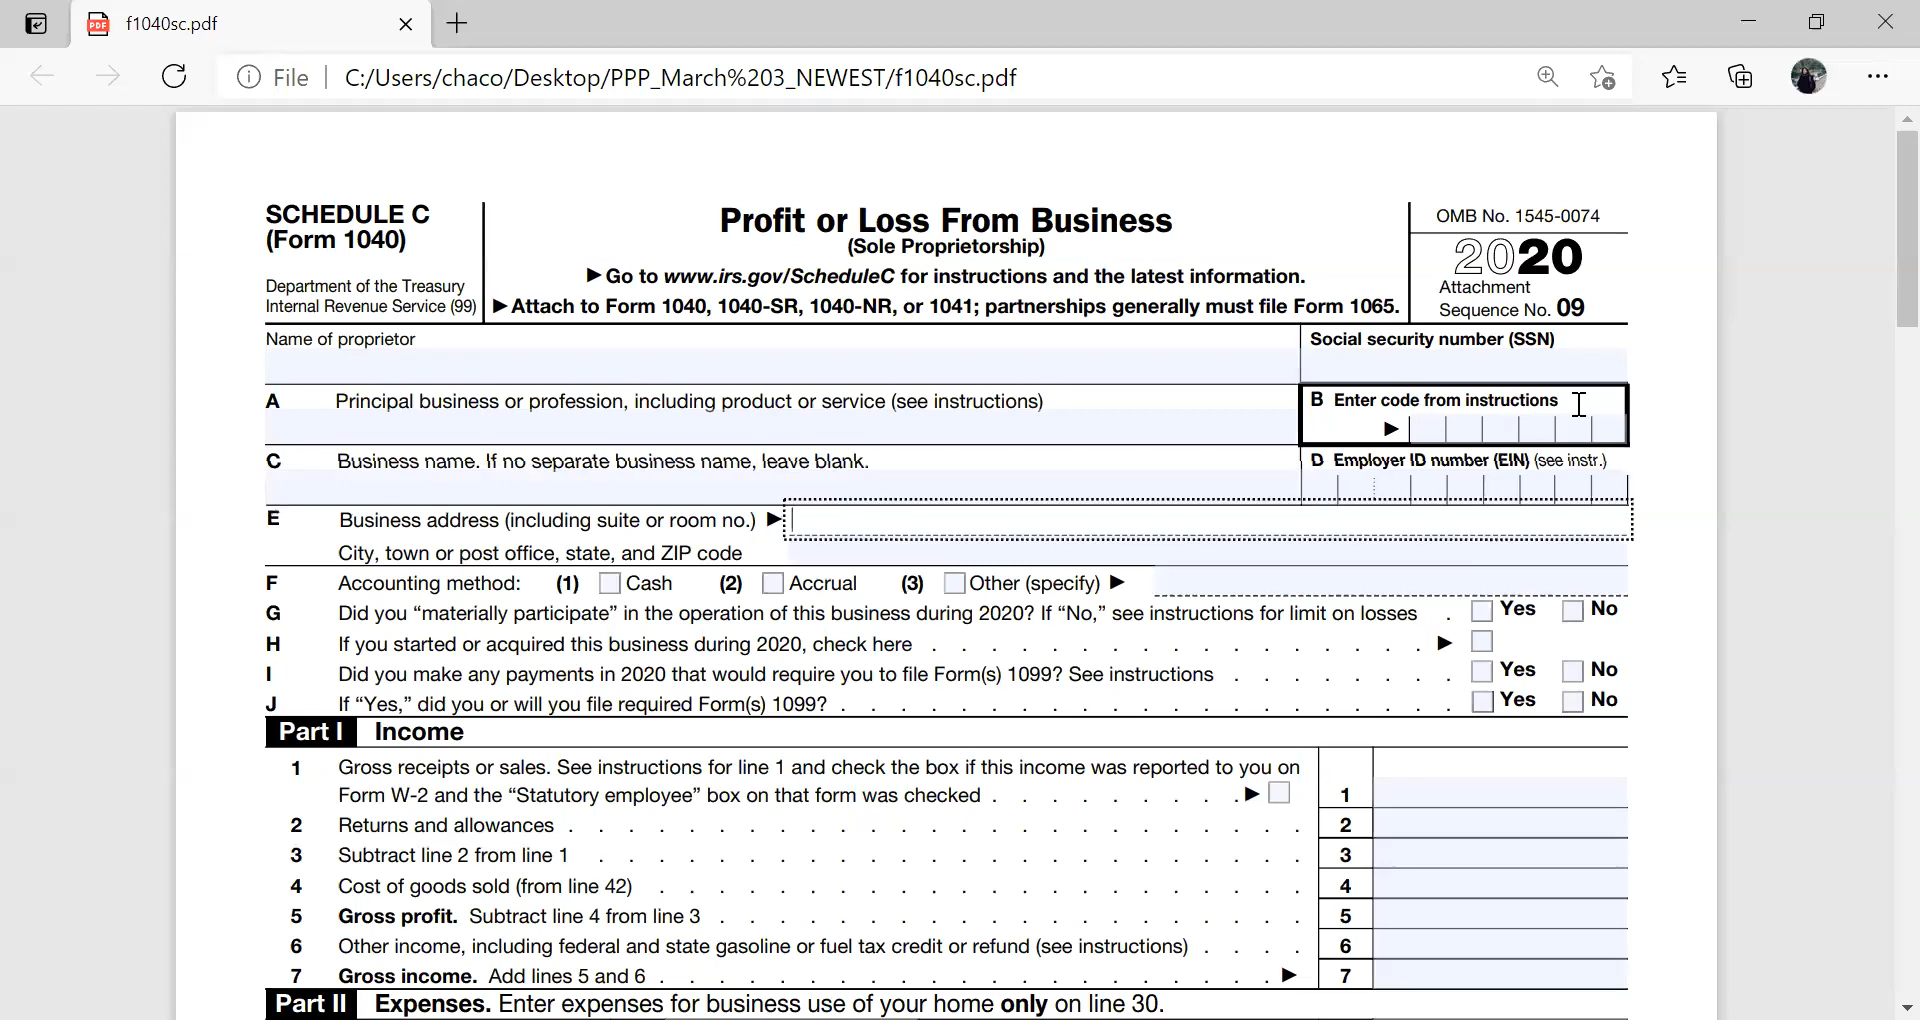 f1040sc.pdf
File
C:/Users/chaco/Desktop/PPP_March%203_NEWEST/f1040sc.pdf
SCHEDULE C
(Form 1040)
Department of the Treasury
Internal Revenue Service (99)
Profit or Loss From Business
(Sole Proprietorship)
▶ Go to www.irs.gov/ScheduleC for instructions and the latest information.
▶ Attach to Form 1040, 1040-SR, 1040-NR, or 1041; partnerships generally must file Form 1065.
OMB No. 1545-0074
2020
Attachment
Sequence No. 09
Name of proprietor
Social security number (SSN)
A Principal business or profession, including product or service (see instructions)
B Enter code from instructions
▶
C Business name. If no separate business name, leave blank.
D Employer ID number (EIN) (see instr.)
E Business address (including suite or room no.) ▶
City, town or post office, state, and ZIP code
F Accounting method: (1) Cash (2) Accrual (3) Other (specify) ▶
G Did you “materially participate” in the operation of this business during 2020? If “No,” see instructions for limit on losses . Yes No
H If you started or acquired this business during 2020, check here . . . . . . . . . . . . . . . . . ▶
I Did you make any payments in 2020 that would require you to file Form(s) 1099? See instructions . . . . . . . . Yes No
J If “Yes,” did you or will you file required Form(s) 1099? . . . . . . . . . . . . . . . . . . . . . Yes No
Part I Income
1 Gross receipts or sales. See instructions for line 1 and check the box if this income was reported to you on
Form W-2 and the “Statutory employee” box on that form was checked . . . . . . . . . ▶ 1
2 Returns and allowances . . . . . . . . . . . . . . . . . . . . . . . . . 2
3 Subtract line 2 from line 1 . . . . . . . . . . . . . . . . . . . . . . . . 3
4 Cost of goods sold (from line 42) . . . . . . . . . . . . . . . . . . . . . . 4
5 Gross profit. Subtract line 4 from line 3 . . . . . . . . . . . . . . . . . . . . 5
6 Other income, including federal and state gasoline or fuel tax credit or refund (see instructions) . . . . 6
7 Gross income. Add lines 5 and 6 . . . . . . . . . . . . . . . . . . . . . ▶ 7
Part II Expenses. Enter expenses for business use of your home only on line 30.